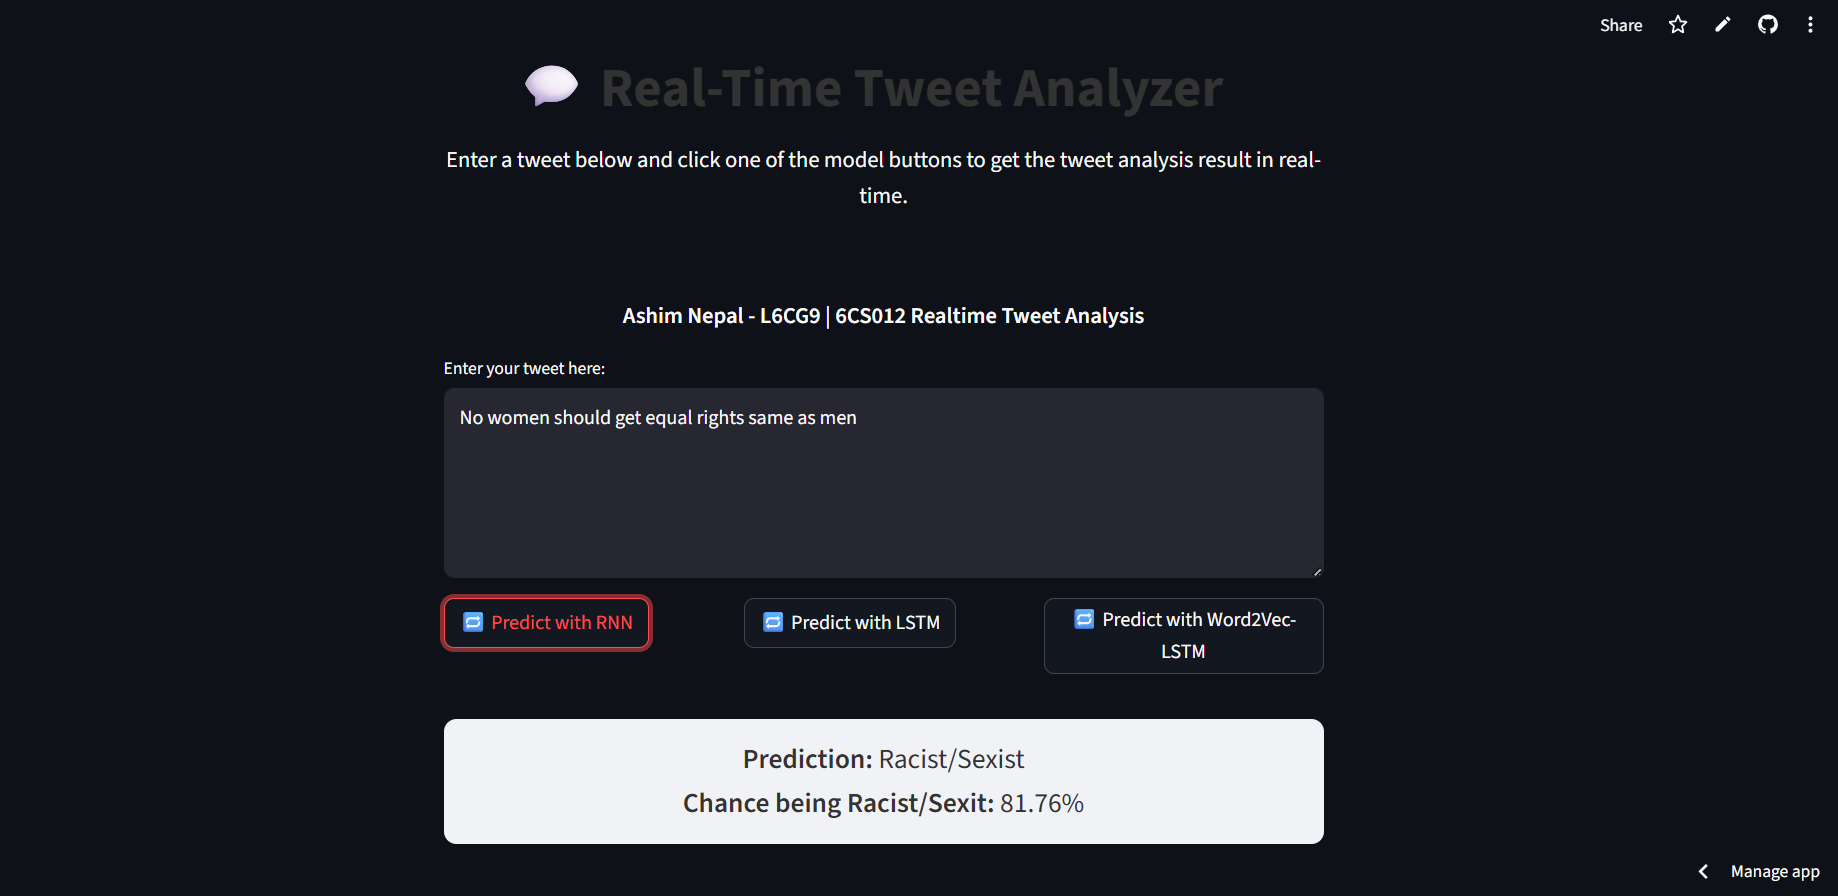 Share
💬 Real-Time Tweet Analyzer
Enter a tweet below and click one of the model buttons to get the tweet analysis result in real-
time.
Ashim Nepal - L6CG9 | 6CS012 Realtime Tweet Analysis
Enter your tweet here:
No women should get equal rights same as men
🔁 Predict with RNN
🔁 Predict with LSTM
🔁 Predict with Word2Vec-
LSTM
Prediction: Racist/Sexist
Chance being Racist/Sexit: 81.76%
Manage app